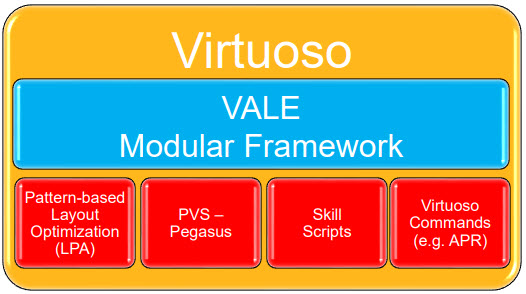 Virtuoso
VALE
Modular Framework
Pattern-based
Layout
Optimization
(LPA)
PVS –
Pegasus
Skill
Scripts
Virtuoso
Commands
(e.g. APR)